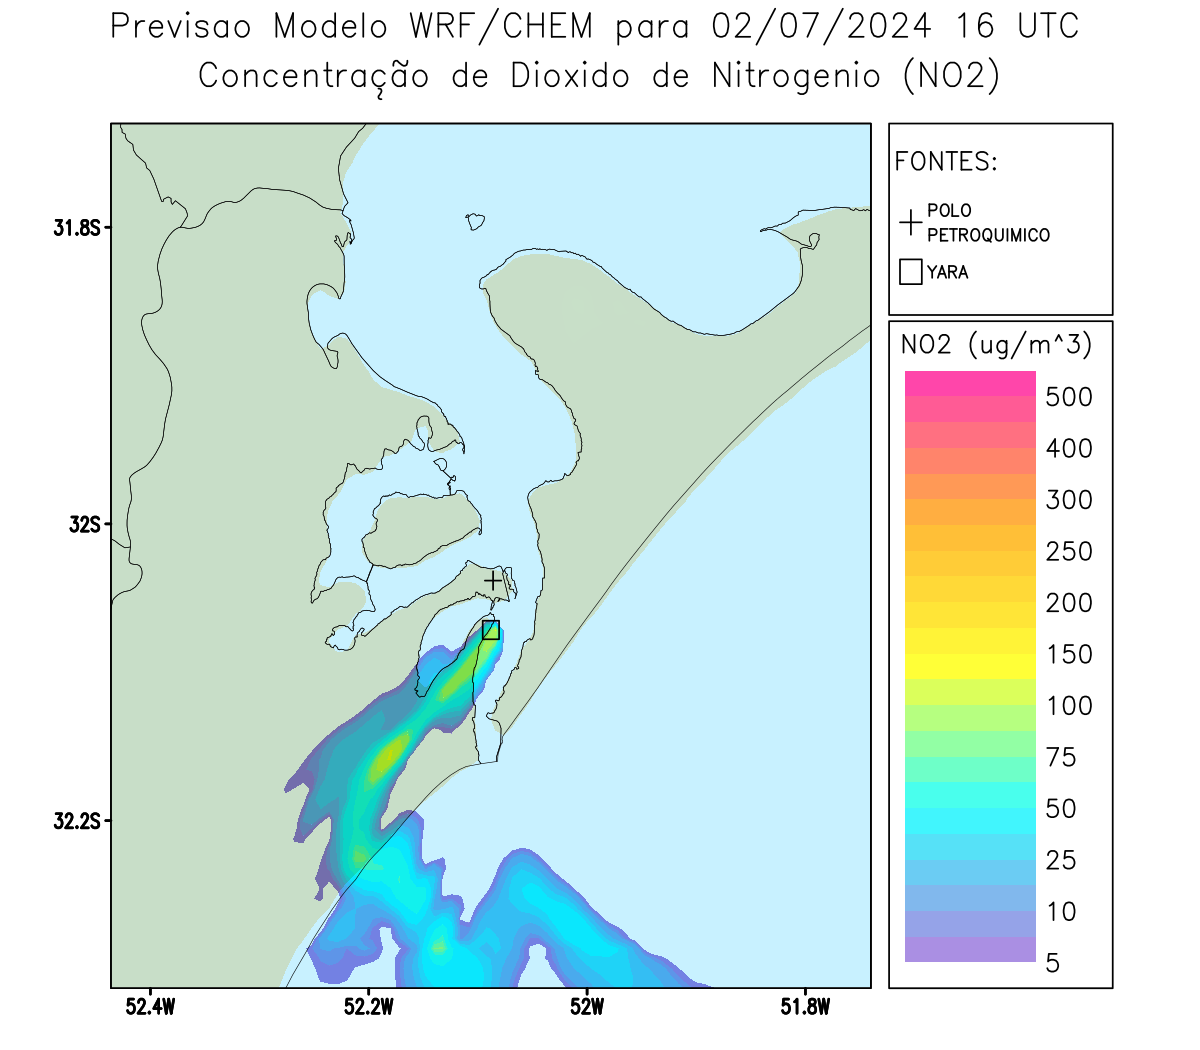 Previsao Modelo WRF/CHEM para 02/07/2024 16 UTC
Concentração de Dioxido de Nitrogenio (NO2)
FONTES:
POLO
PETROQUIMICO
YARA
NO2 (ug/m^3)
500
400
300
250
200
150
100
75
50
25
10
5
31.8S
32S
32.2S
52.4W
52.2W
52W
51.8W